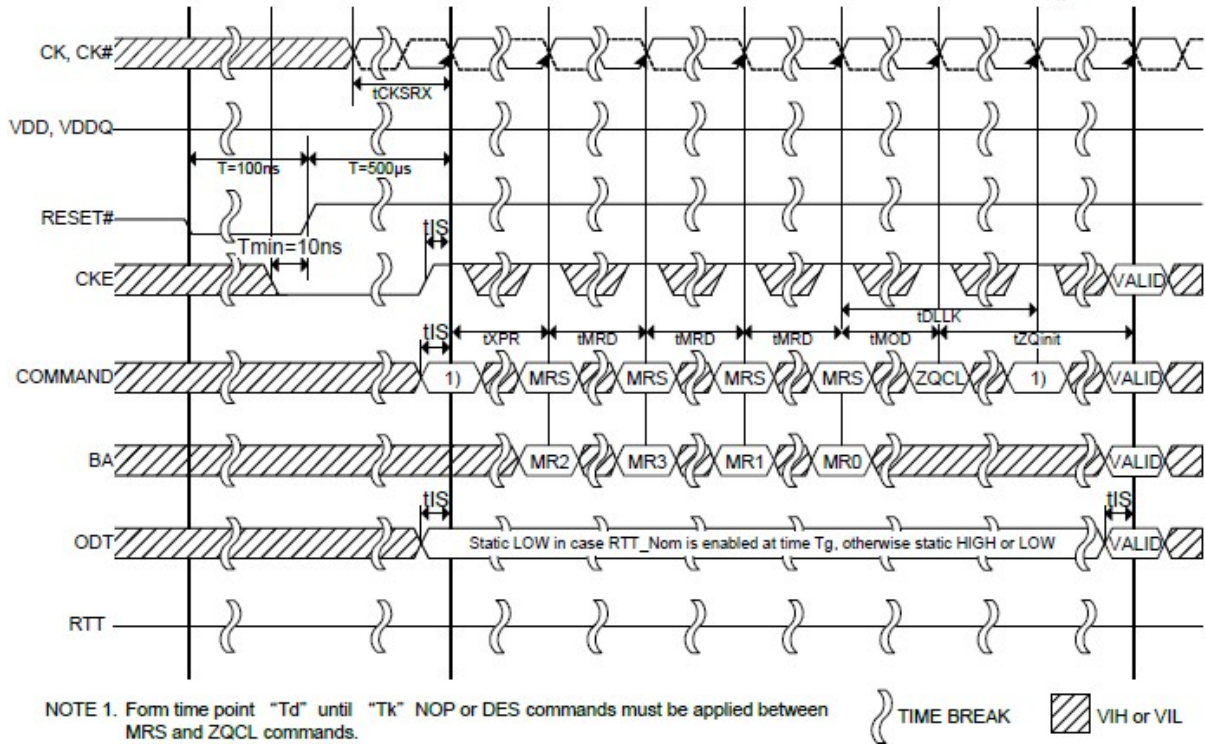 CK, CK#
tCKSRX
VDD, VDDQ
T=100ns T=500µs
RESET#
tIS
Tmin=10ns
CKE VALID
tDLLK
tIS tXPR tMRD tMRD tMRD tMOD tZQinit
COMMAND 1) MRS MRS MRS MRS ZQCL 1) VALID
BA MR2 MR3 MR1 MR0 VALID
tIS tIS
ODT Static LOW in case RTT_Nom is enabled at time Tg, otherwise static HIGH or LOW VALID
RTT
NOTE 1. Form time point “Td” until “Tk” NOP or DES commands must be applied between
MRS and ZQCL commands.
TIME BREAK VIH or VIL